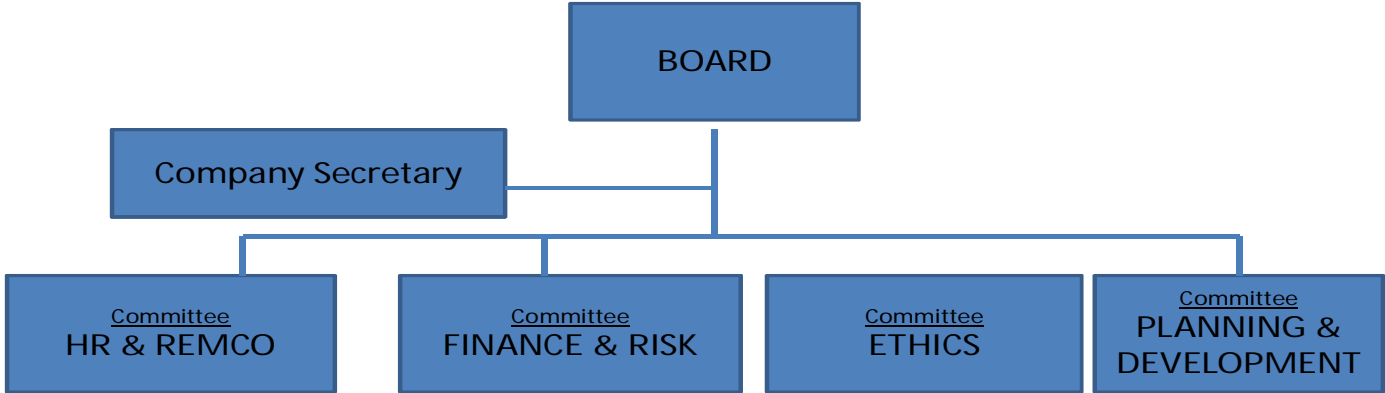 BOARD
Company Secretary
Committee
HR & REMCO
Committee
FINANCE & RISK
Committee
ETHICS
Committee
PLANNING &
DEVELOPMENT